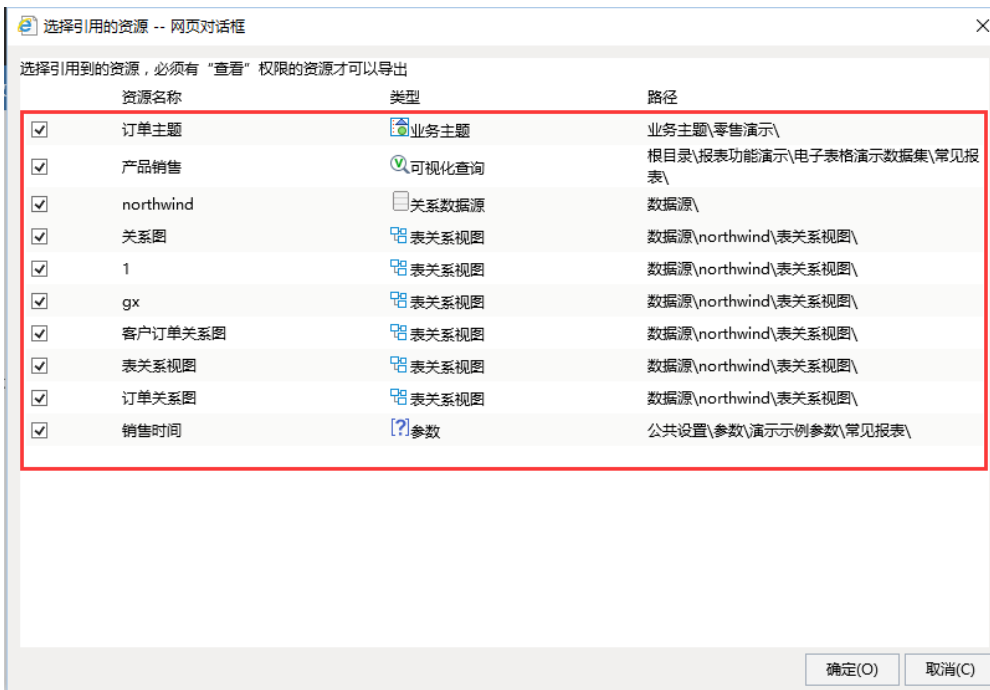 选择引用的资源 -- 网页对话框
选择引用到的资源，必须有“查看”权限的资源才可以导出
资源名称 类型 路径
订单主题 业务主题 业务主题\零售演示\
产品销售 可视化查询 根目录\报表功能演示\电子表格演示数据集\常见报
表\
northwind 关系数据源 数据源\
关系图 表关系视图 数据源\northwind\表关系视图\
1 表关系视图 数据源\northwind\表关系视图\
gx 表关系视图 数据源\northwind\表关系视图\
客户订单关系图 表关系视图 数据源\northwind\表关系视图\
表关系视图 表关系视图 数据源\northwind\表关系视图\
订单关系图 表关系视图 数据源\northwind\表关系视图\
销售时间 [?]参数 公共设置\参数\演示示例参数\常见报表\
确定(O) 取消(C)